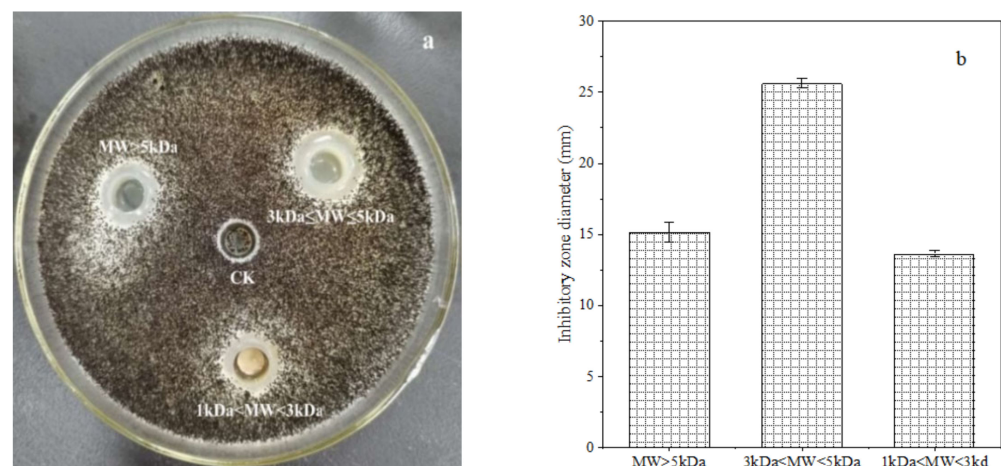 a
MW>5kDa
3kDa≤MW≤5kDa
CK
1kDa<MW<3kDa
b
Inhibitory zone diameter (mm)
30
25
20
15
10
5
0
MW>5kDa 3kDa<MW≤5kDa 1kDa<MW<3kd